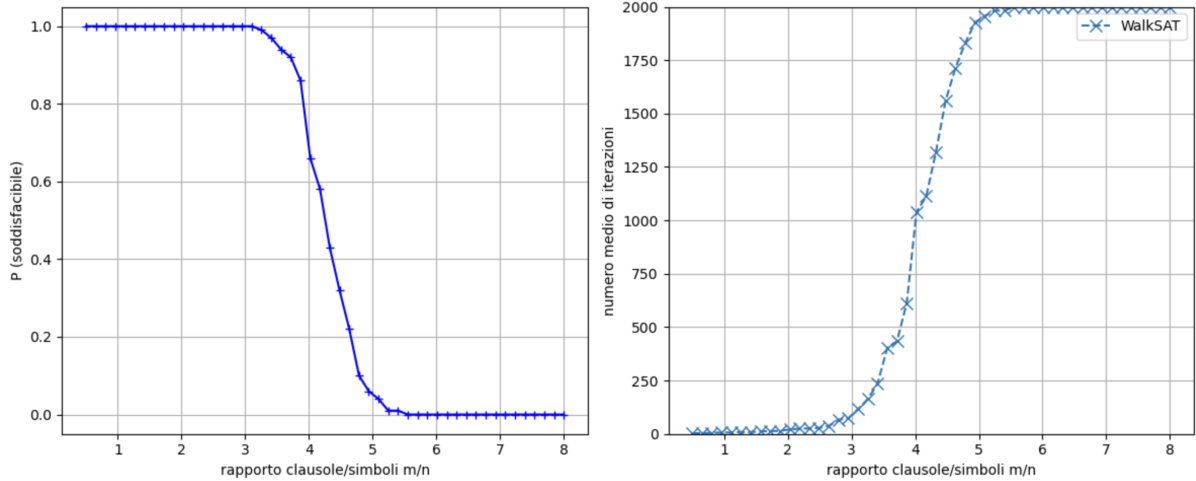 1.0
0.8
0.6
0.4
0.2
0.0
P (soddisfacibile)
1 2 3 4 5 6 7 8
rapporto clausole/simboli m/n
2000
1750
1500
1250
1000
750
500
250
0
numero medio di iterazioni
WalkSAT
1 2 3 4 5 6 7 8
rapporto clausole/simboli m/n